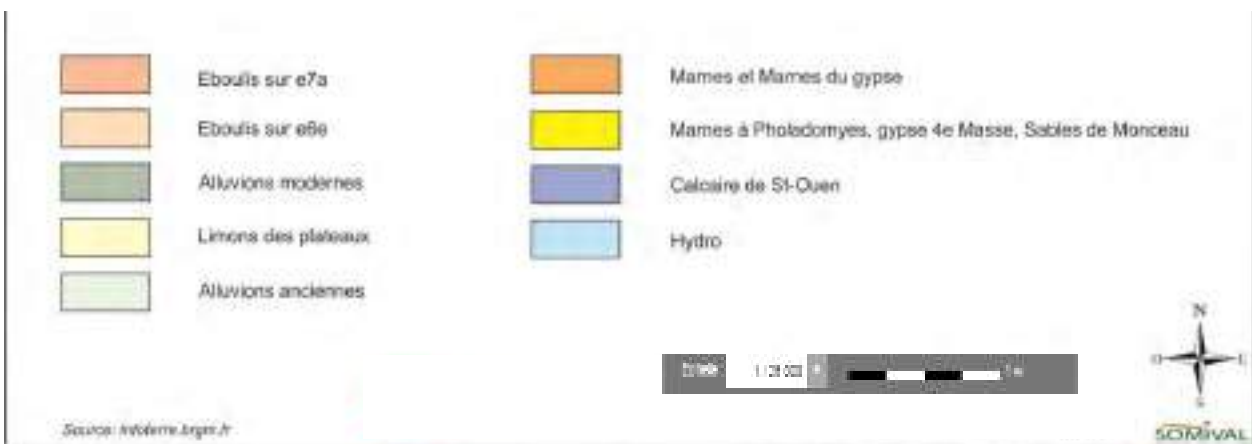 Eboulis sur e7a
Eboulis sur e6e
Alluvions modernes
Limons des plateaux
Alluvions anciennes
Marnes et Marnes du gypse
Marnes à Pholadomyes, gypse 4e Masse, Sables de Monceau
Calcaire de St-Ouen
Hydro
N
O
E
S
Source: infoterre.brgm.fr
SOMIVAL